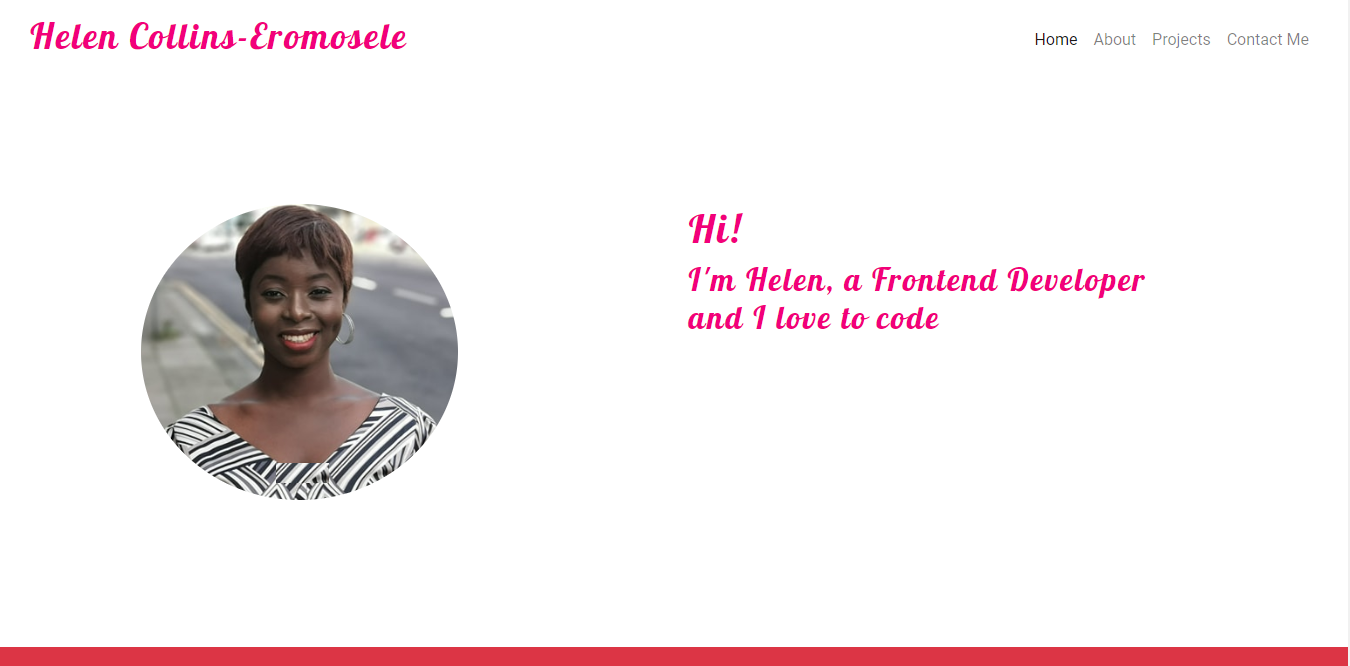 Helen Collins-Eromosele
Home About Projects Contact Me
Hi!
I'm Helen, a Frontend Developer
and I love to code